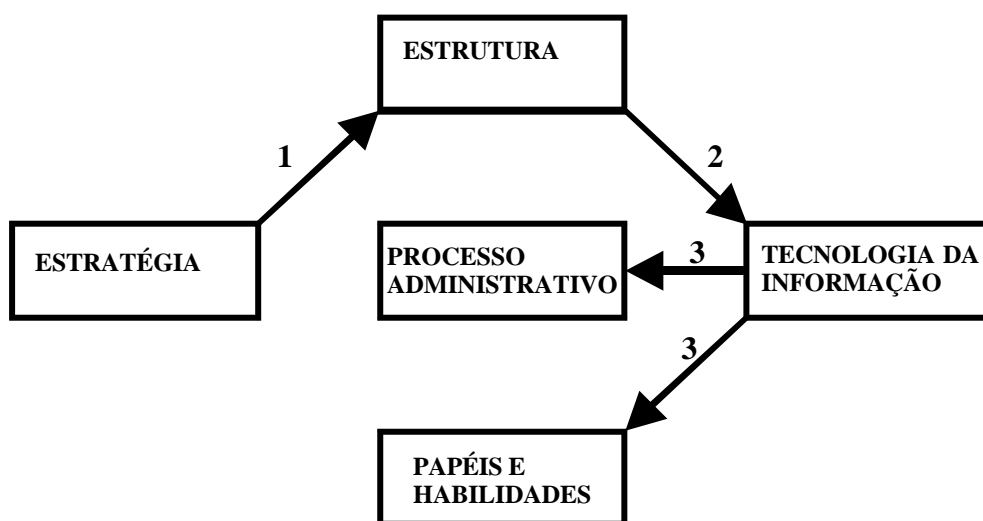 ESTRUTURA
1
2
ESTRATÉGIA
PROCESSO
ADMINISTRATIVO
3
TECNOLOGIA DA
INFORMAÇÃO
3
PAPÉIS E
HABILIDADES